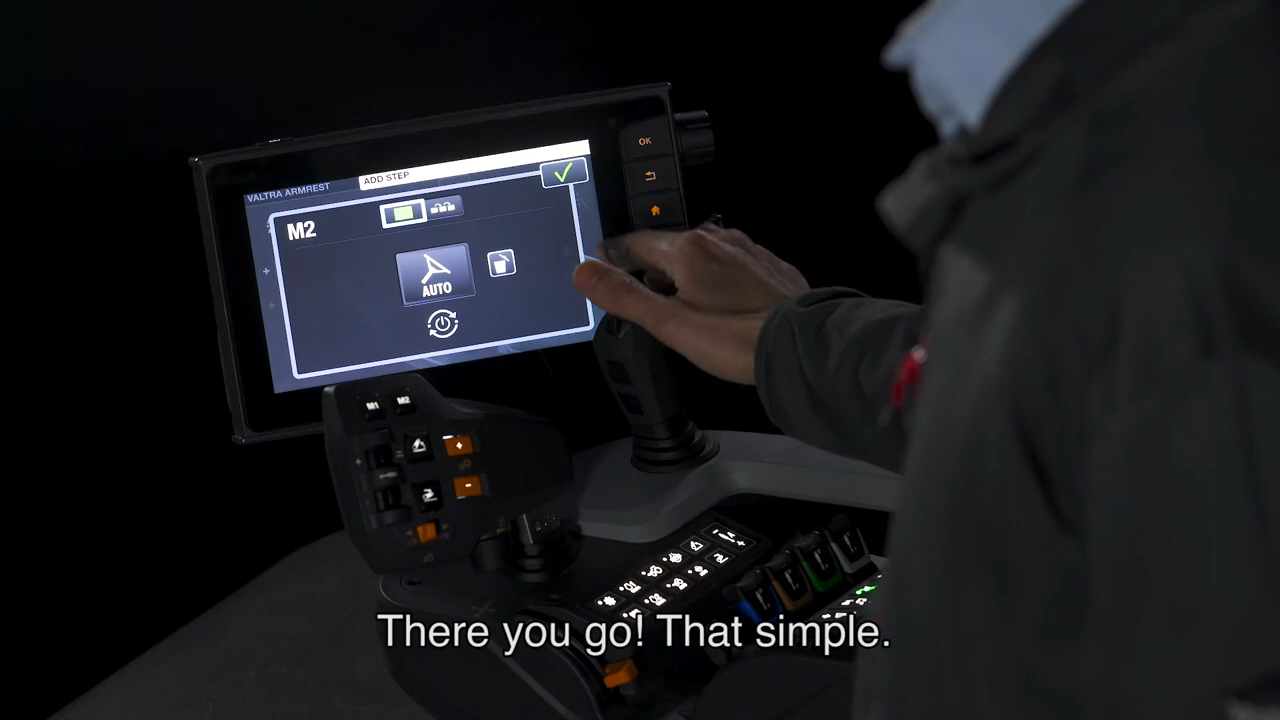 OK
VALTRA ARMREST
ADD STEP
M2
AUTO
M1 M2
There you go! That simple.